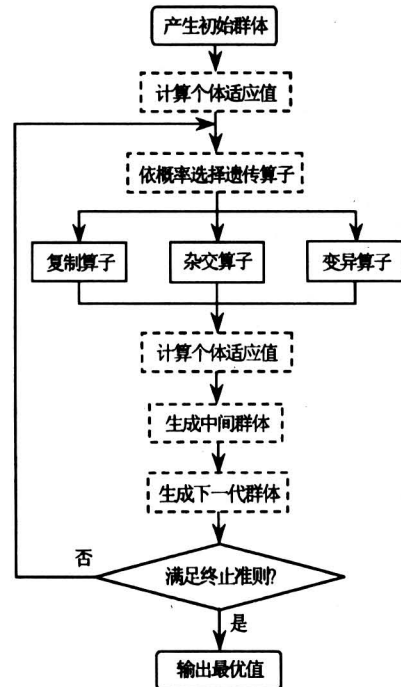 产生初始群体
计算个体适应值
依概率选择遗传算子
复制算子
杂交算子
变异算子
计算个体适应值
生成中间群体
生成下一代群体
满足终止准则?
否
是
输出最优值